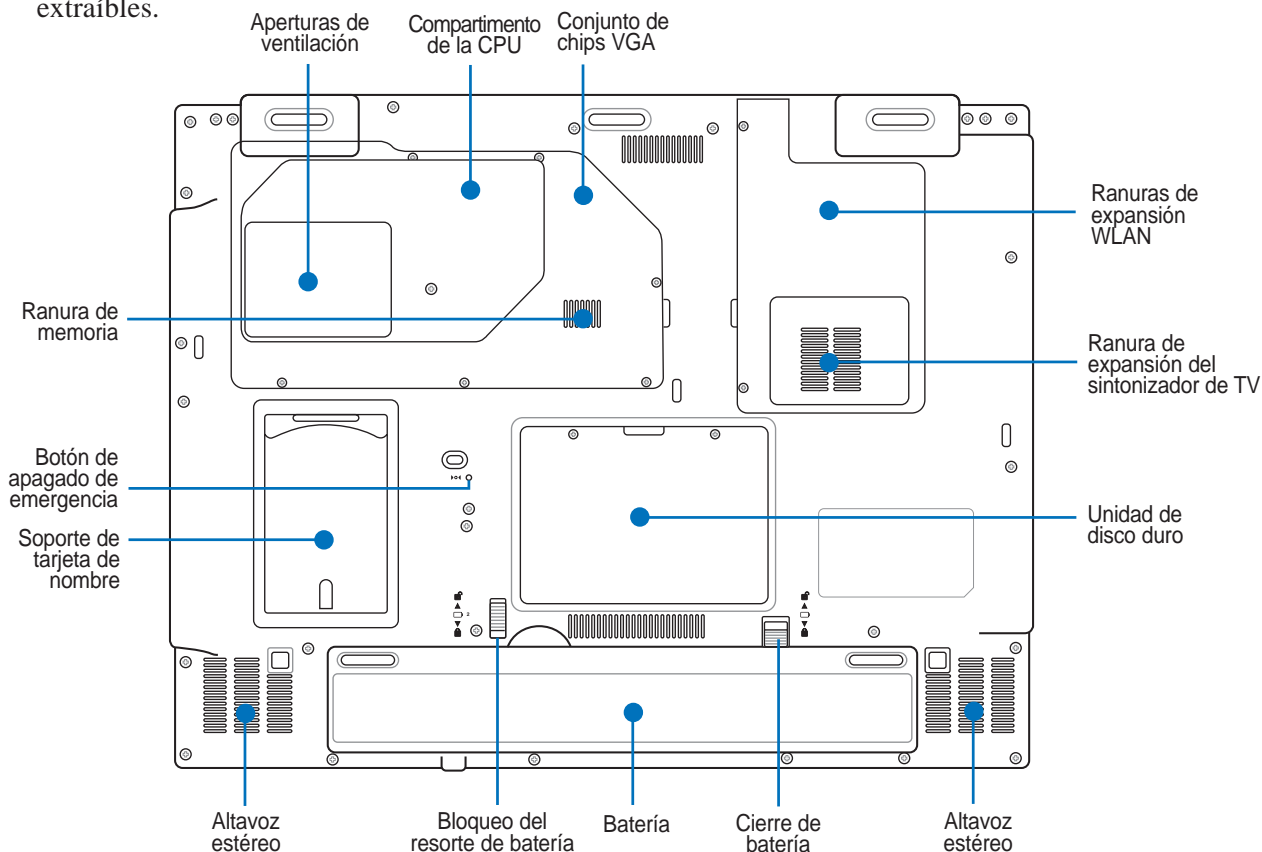 extraíbles.
Aperturas de
ventilación
Compartimento
de la CPU
Conjunto de
chips VGA
Ranuras de
expansión
WLAN
Ranura de
memoria
Ranura de
expansión del
sintonizador de TV
Botón de
apagado de
emergencia
Soporte de
tarjeta de
nombre
Unidad de
disco duro
2
Altavoz
estéreo
Bloqueo del
resorte de batería
Batería
Cierre de
batería
Altavoz
estéreo